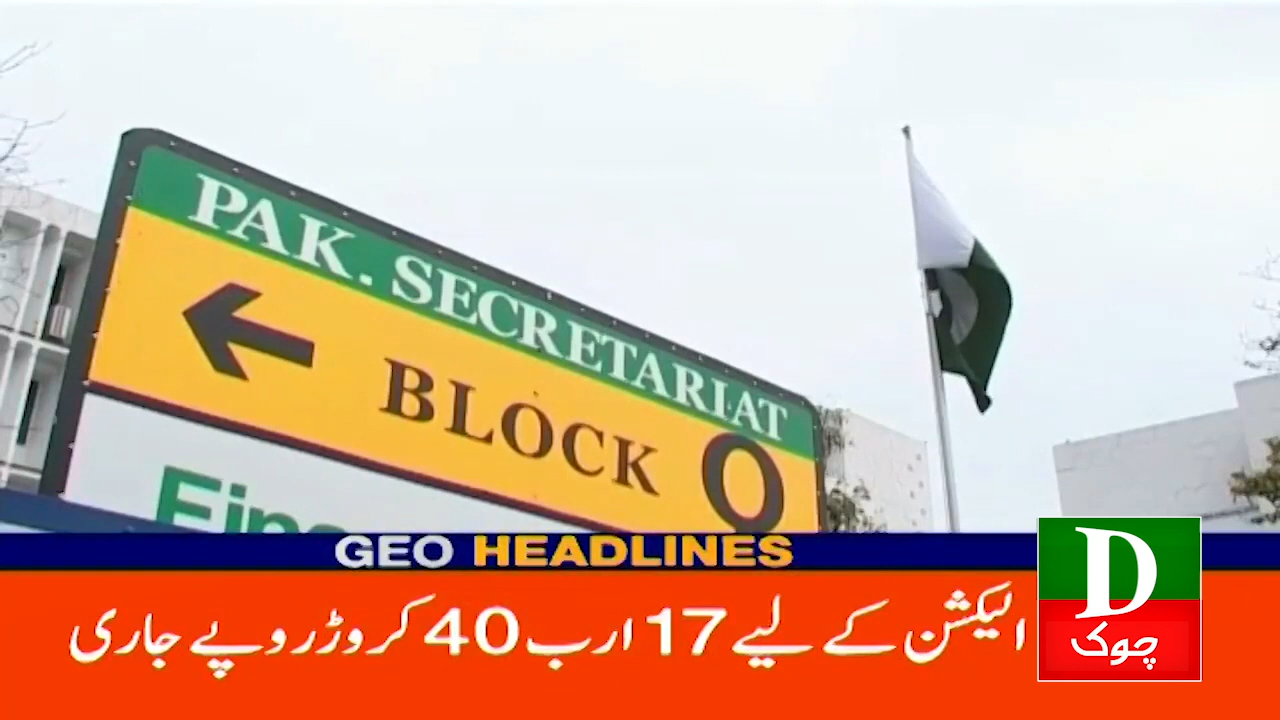 PAK. SECRETARIAT
BLOCK Q
GEO HEADLINES
الیکشن کے لیے 17 ارب 40 کروڑ روپے جاری
D
چوک